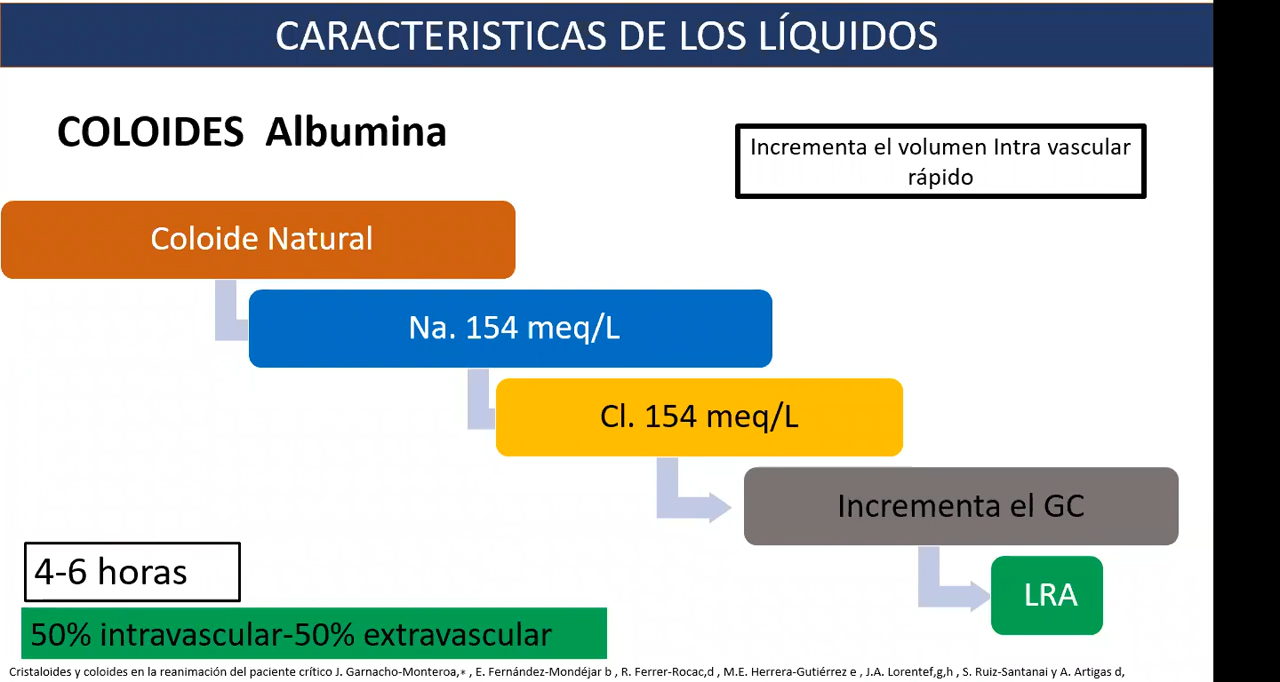 CARACTERISTICAS DE LOS LÍQUIDOS
COLOIDES Albumina
Incrementa el volumen Intra vascular
rápido
Coloide Natural
Na. 154 meq/L
Cl. 154 meq/L
Incrementa el GC
LRA
4-6 horas
50% intravascular-50% extravascular
Cristaloides y coloides en la reanimación del paciente crítico J. Garnacho-Monteroa,* , E. Fernández-Mondéjar b , R. Ferrer-Rocac,d , M.E. Herrera-Gutiérrez e , J.A. Lorentef,g,h , S. Ruiz-Santanai y A. Artigas d,